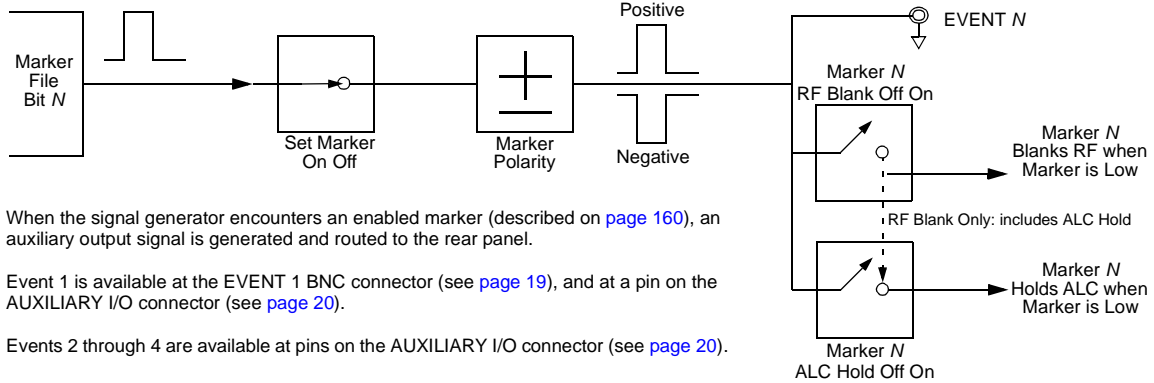 Marker
File
Bit N
Set Marker
On Off
Marker
Polarity
Positive
Negative
EVENT N
Marker N
RF Blank Off On
Marker N
Blanks RF when
Marker is Low
RF Blank Only: includes ALC Hold
Marker N
Holds ALC when
Marker is Low
Marker N
ALC Hold Off On
When the signal generator encounters an enabled marker (described on page 160), an
auxiliary output signal is generated and routed to the rear panel.
Event 1 is available at the EVENT 1 BNC connector (see page 19), and at a pin on the
AUXILIARY I/O connector (see page 20).
Events 2 through 4 are available at pins on the AUXILIARY I/O connector (see page 20).